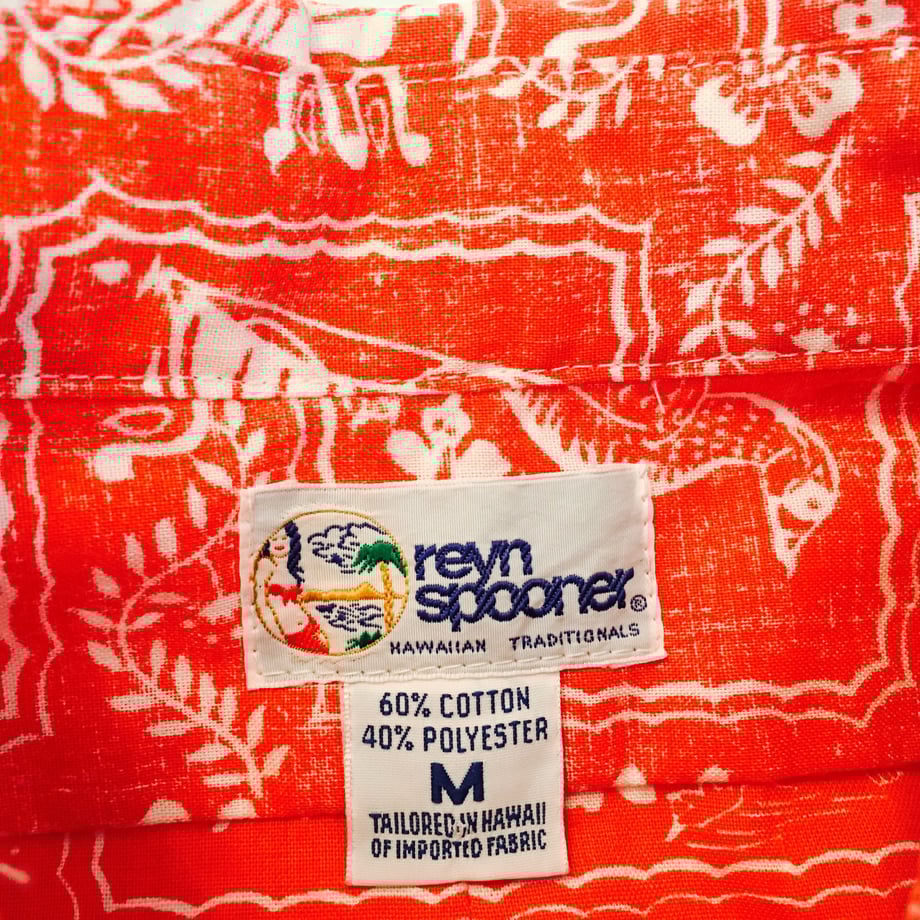 reyn
spooner®
HAWAIIAN TRADITIONALS
60% COTTON
40% POLYESTER
M
TAILORED IN HAWAII
OF IMPORTED FABRIC